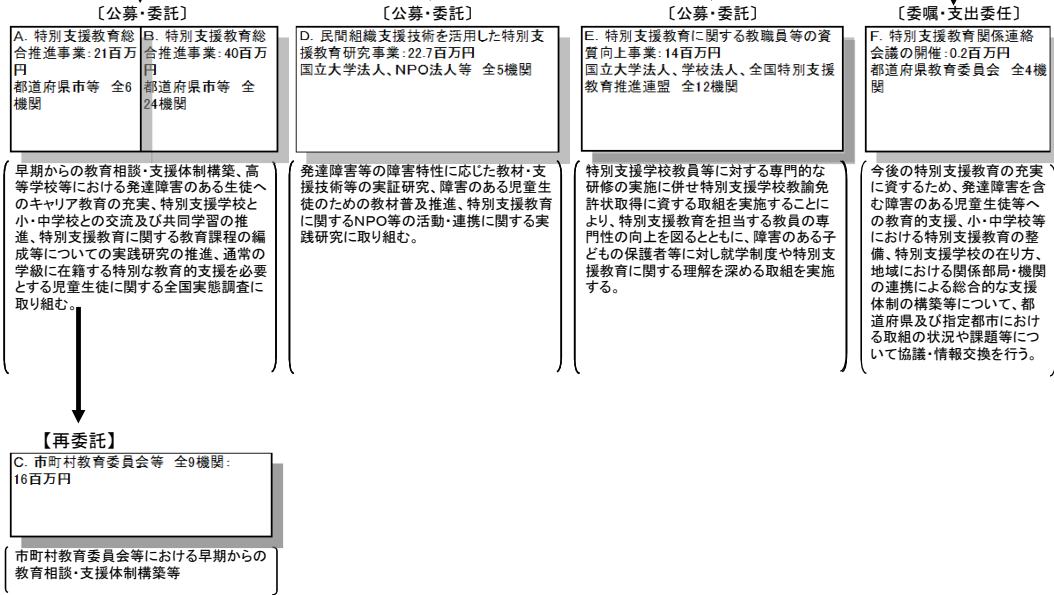 〔公募・委託〕
A. 特別支援教育総
合推進事業：21百万
円
都道府県市等　全6
機関
B. 特別支援教育総
合推進事業：40百万
円
都道府県市等　全
24機関
早期からの教育相談・支援体制構築、高
等学校等における発達障害のある生徒へ
のキャリア教育の充実、特別支援学校と
小・中学校との交流及び共同学習の推
進、特別支援教育に関する教育課程の編
成等についての実践研究の推進、通常の
学級に在籍する特別な教育的支援を必要
とする児童生徒に関する全国実態調査に
取り組む。
【再委託】
C. 市町村教育委員会等　全9機関：
16百万円
市町村教育委員会等における早期からの
教育相談・支援体制構築等
〔公募・委託〕
D. 民間組織支援技術を活用した特別支
援教育研究事業：22.7百万円
国立大学法人、NPO法人等　全5機関
発達障害等の障害特性に応じた教材・支
援技術等の実証研究、障害のある児童生
徒のための教材普及推進、特別支援教育
に関するNPO等の活動・連携に関する実
践研究に取り組む。
〔公募・委託〕
E. 特別支援教育に関する教職員等の資
質向上事業：14百万円
国立大学法人、学校法人、全国特別支援
教育推進連盟　全12機関
特別支援学校教員等に対する専門的な
研修の実施に併せ特別支援学校教諭免
許状取得に資する取組を実施することに
より、特別支援教育を担当する教員の専
門性の向上を図るとともに、障害のある子
どもの保護者等に対し就学制度や特別支
援教育に関する理解を深める取組を実施
する。
〔委嘱・支出委任〕
F. 特別支援教育関係連絡
会議の開催：0.2百万円
都道府県教育委員会　全4機
関
今後の特別支援教育の充実
に資するため、発達障害を含
む障害のある児童生徒等へ
の教育的支援、小・中学校等
における特別支援教育の整
備、特別支援学校の在り方、
地域における関係部局・機関
の連携による総合的な支援
体制の構築等について、都
道府県及び指定都市におけ
る取組の状況や課題等につ
いて協議・情報交換を行う。